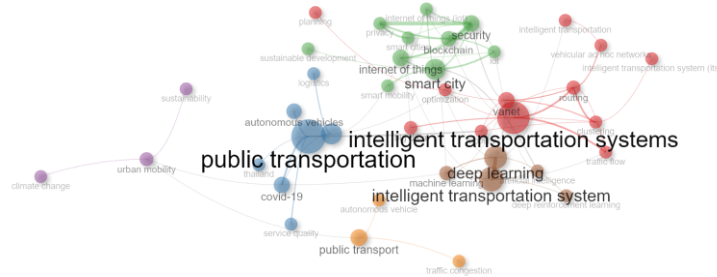 planning
internet of things (iot)
intelligent transportation
privacy
security
smart
vehicular ad hoc network
blockchain
sustainable development
iot
internet of things
intelligent transportation system (its
logistics
smart city
sustainability
smart mobility
optimization
routing
vanet
autonomous vehicles
clustering
intelligent transportation systems
public transportation
traffic flow
urban mobility
thailand
deep learning
climate change
machine learning
covid-19
intelligent transportation system
deep reinforcement learning
autonomous vehicle
service quality
public transport
traffic congestion